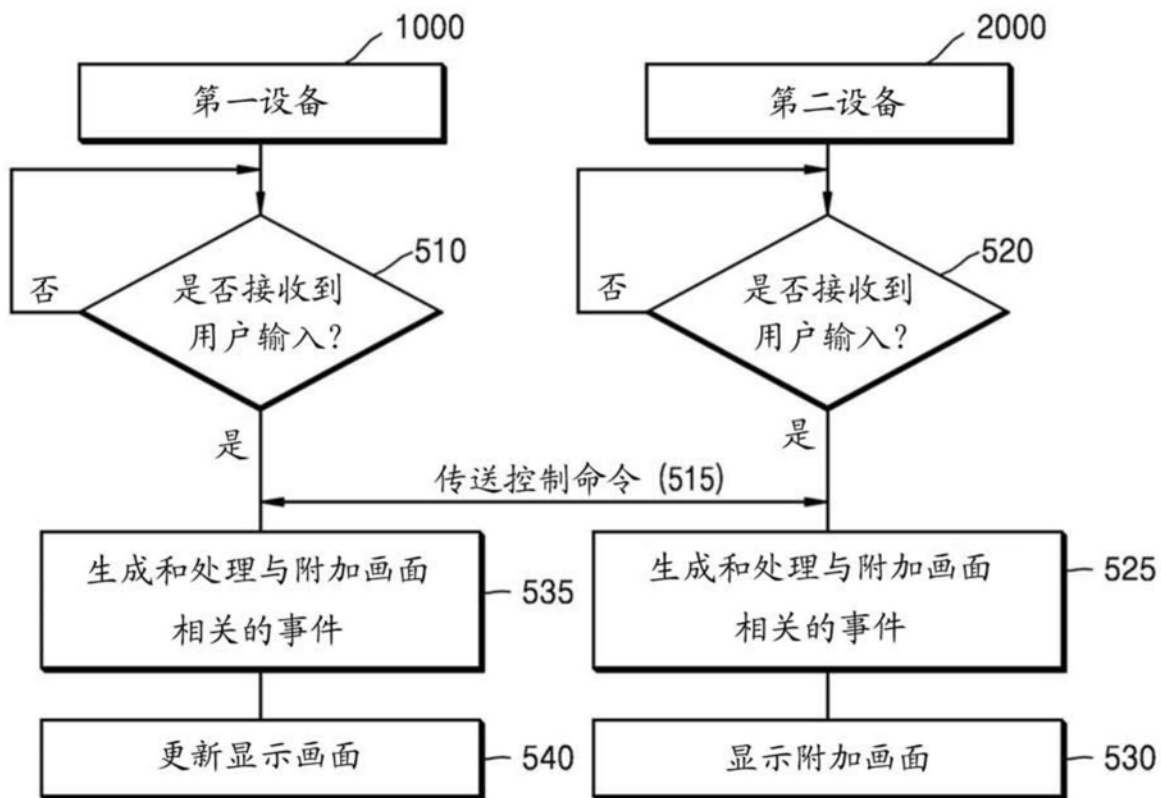 1000
2000
第一设备
第二设备
510
520
是否接收到
用户输入?
是否接收到
用户输入?
否
否
是
是
传送控制命令 (515)
生成和处理与附加画面
相关的事件
535
生成和处理与附加画面
相关的事件
525
更新显示画面
540
显示附加画面
530